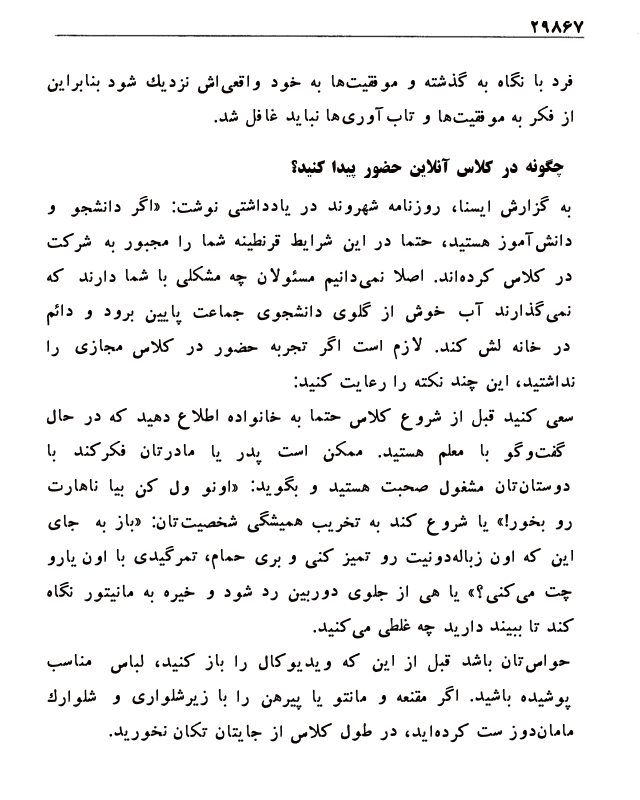 ۲۹۸۶۷
فرد با نگاه به گذشته و موفقیت‌ها به خود واقعی‌اش نزدیك شود بنابراین
از فکر به موفقیت‌ها و تاب‌آوری‌ها نباید غافل شد.
چگونه در کلاس آنلاین حضور پیدا کنید؟
به گزارش ایسنا، روزنامه شهروند در یادداشتی نوشت: «اگر دانشجو و
دانش‌آموز هستید، حتما در این شرایط قرنطینه شما را مجبور به شرکت
در کلاس کرده‌اند. اصلا نمی‌دانیم مسئولان چه مشکلی با شما دارند که
نمی‌گذارند آب خوش از گلوی دانشجوی جماعت پایین برود و دائم
در خانه لش کند. لازم است اگر تجربه حضور در کلاس مجازی را
نداشتید، این چند نکته را رعایت کنید:
سعی کنید قبل از شروع کلاس حتما به خانواده اطلاع دهید که در حال
گفت‌وگو با معلم هستید. ممکن است پدر یا مادرتان فکرکند با
دوستان‌تان مشغول صحبت هستید و بگوید: «اونو ول کن بیا ناهارت
رو بخور!» یا شروع کند به تخریب همیشگی شخصیت‌تان: «باز به جای
این که اون زباله‌دونیت رو تمیز کنی و بری حمام، تمرگیدی با اون یارو
چت می‌کنی؟» یا هی از جلوی دوربین رد شود و خیره به مانیتور نگاه
کند تا ببیند دارید چه غلطی می‌کنید.
حواس‌تان باشد قبل از این که ویدیوکال را باز کنید، لباس مناسب
پوشیده باشید. اگر مقنعه و مانتو یا پیرهن را با زیرشلواری و شلوارك
مامان‌دوز ست کرده‌اید، در طول کلاس از جایتان تکان نخورید.